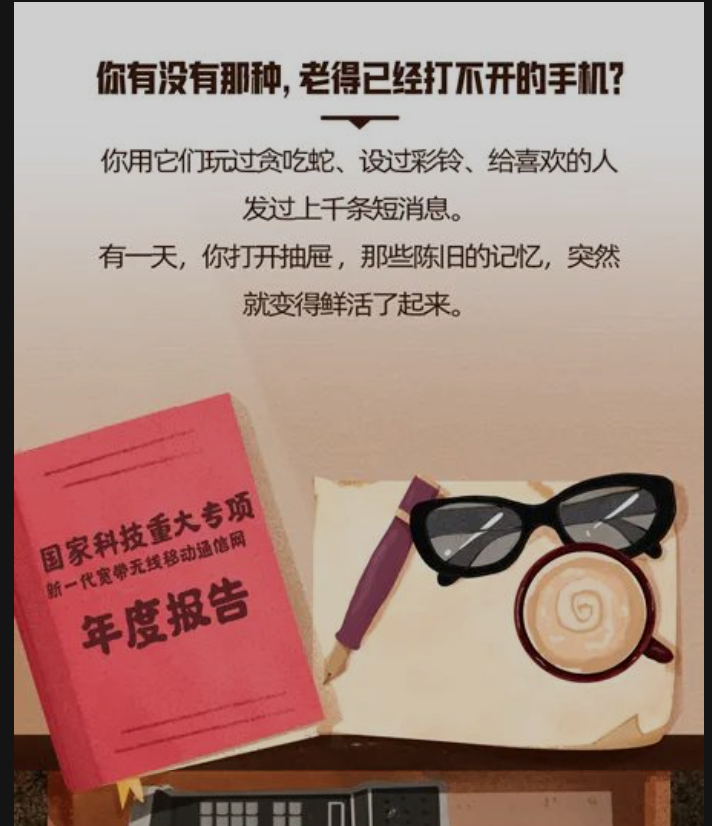 你有没有那种，老得已经打不开的手机？
你用它们玩过贪吃蛇、设过彩铃、给喜欢的人
发过上千条短消息。
有一天，你打开抽屉，那些陈旧的记忆，突然
就变得鲜活了起来。
国家科技重大专项
新一代宽带无线移动通信网
年度报告